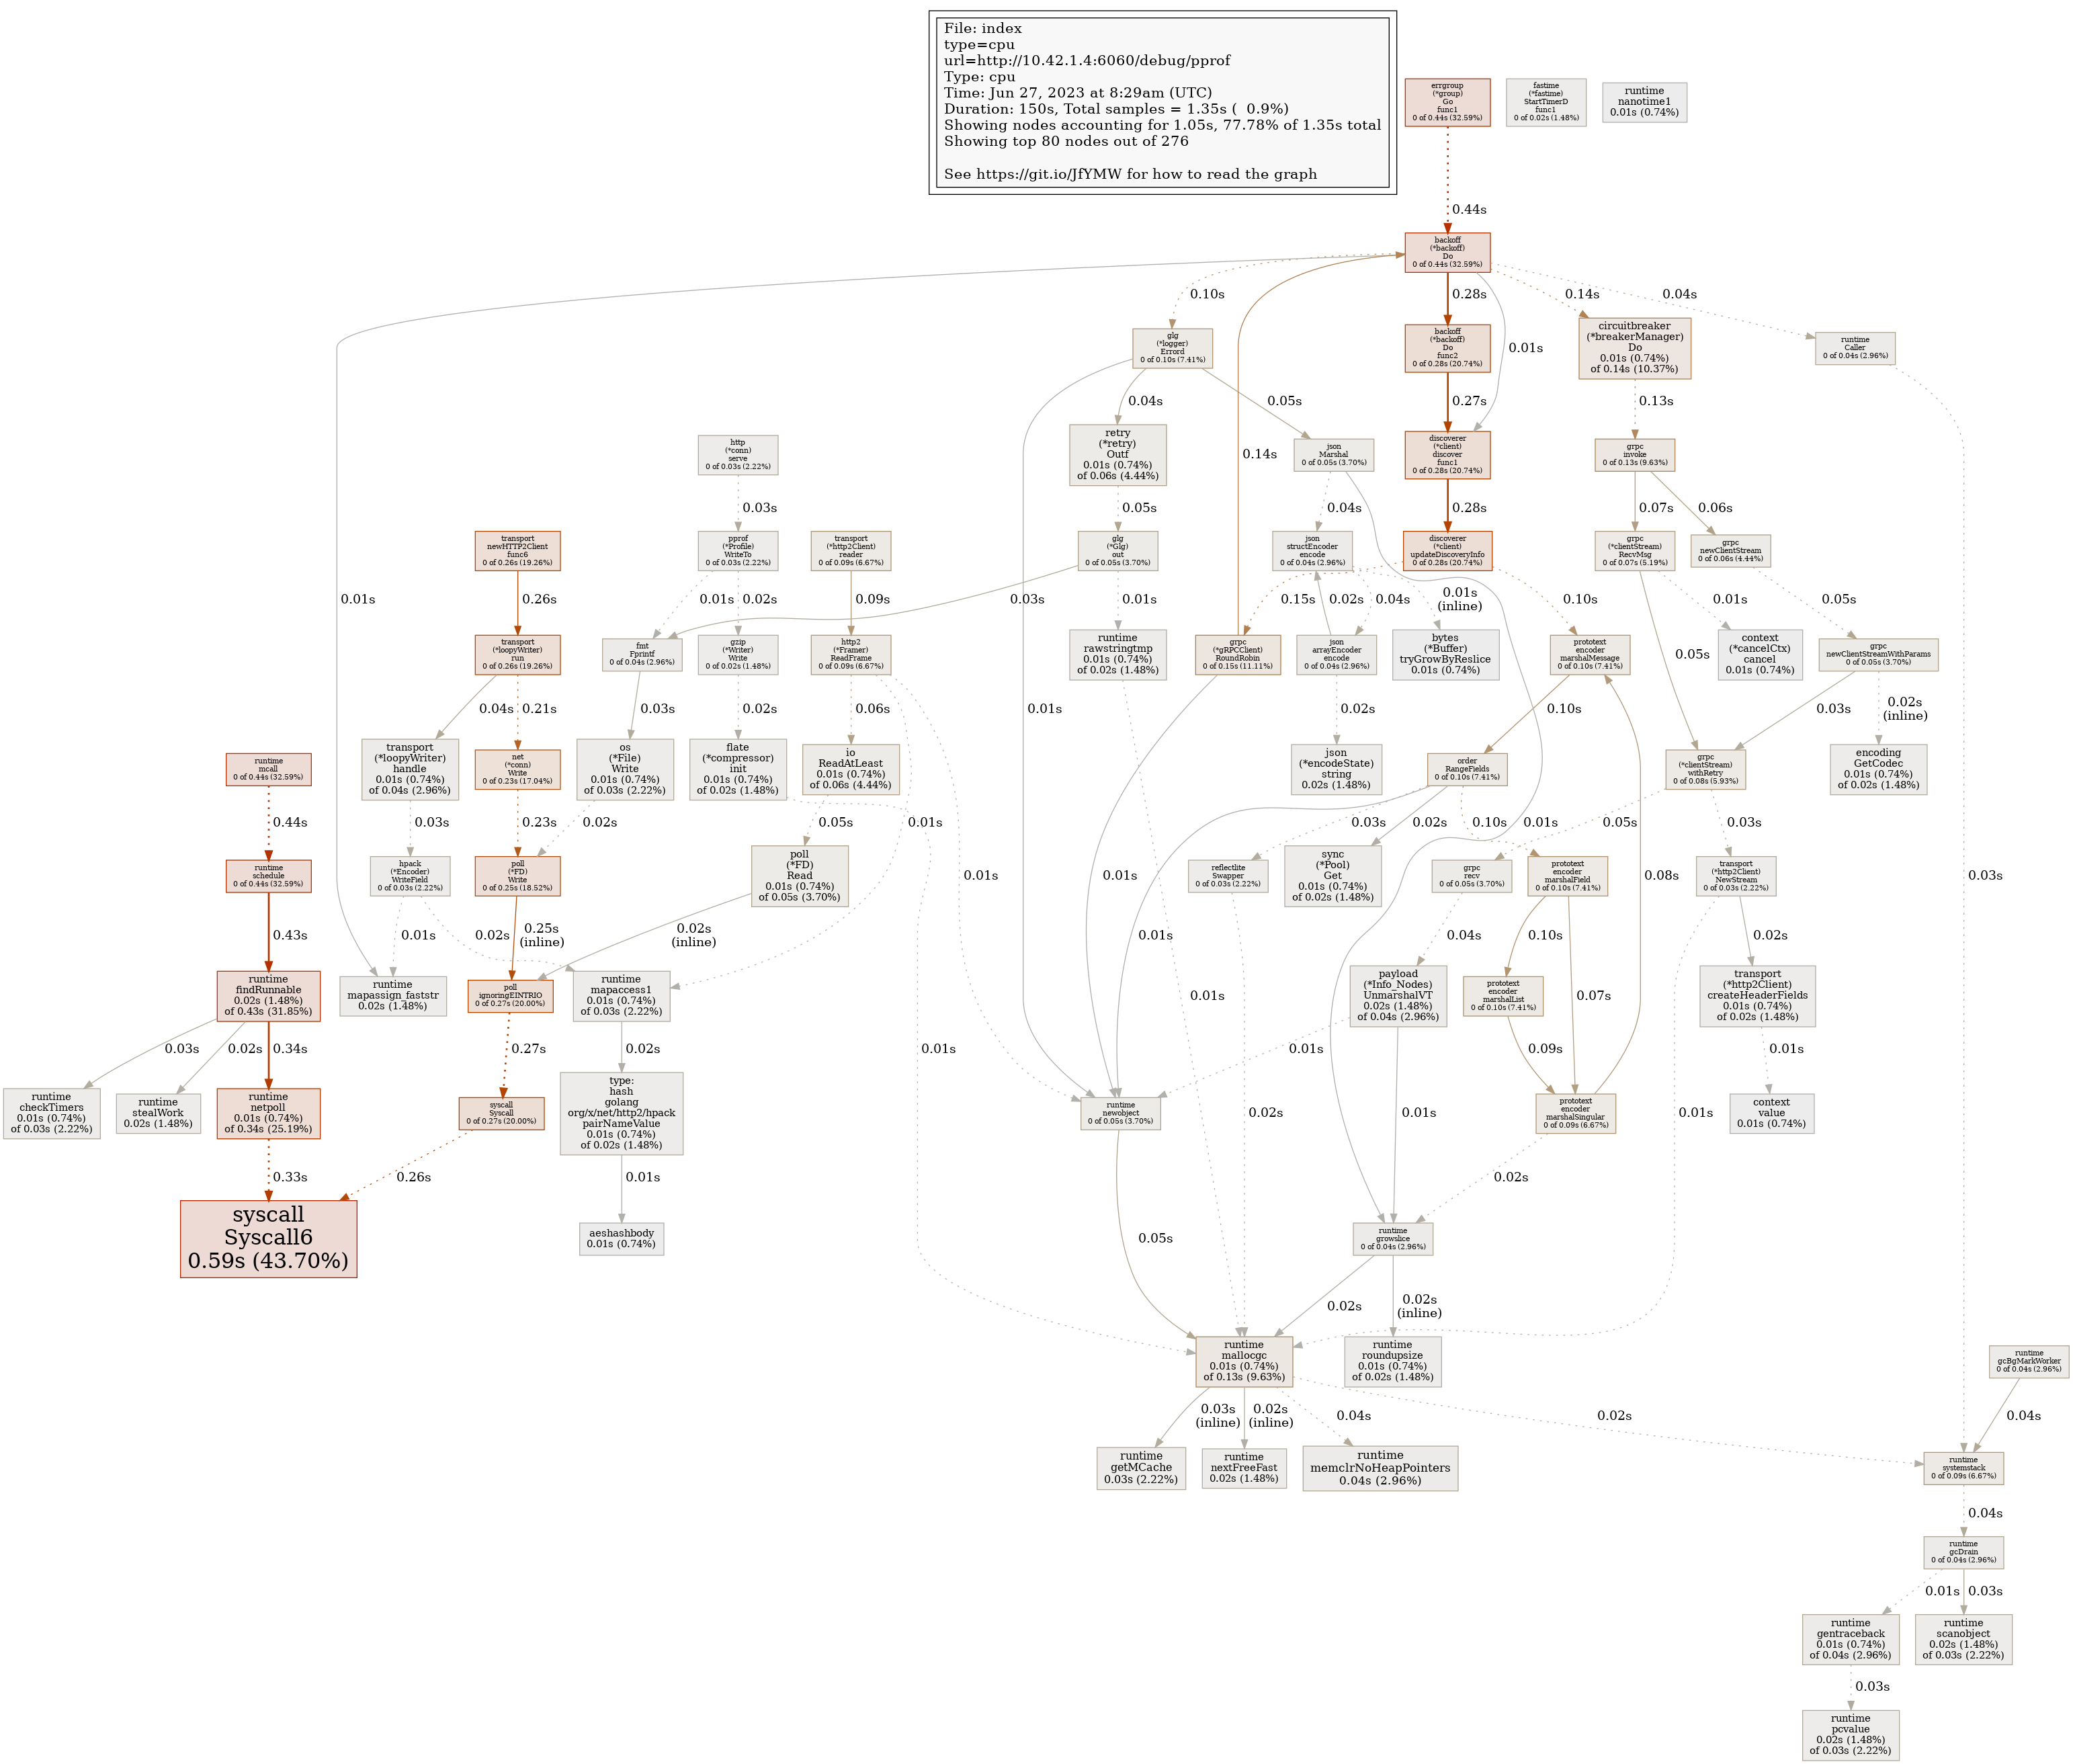 File: index
type=cpu
url=http://10.42.1.4:6060/debug/pprof
Type: cpu
Time: Jun 27, 2023 at 8:29am (UTC)
Duration: 150s, Total samples = 1.35s ( 0.9%)
Showing nodes accounting for 1.05s, 77.78% of 1.35s total
Showing top 80 nodes out of 276
See https://git.io/JfYMW for how to read the graph
errgroup
(*group)
Go
func1
0 of 0.44s (32.59%)
fastime
(*fastime)
StartTimerD
func1
0 of 0.02s (1.48%)
runtime
nanotime1
0.01s (0.74%)
0.44s
backoff
(*backoff)
Do
0 of 0.44s (32.59%)
0.10s
0.28s
0.14s
0.04s
glg
(*logger)
Errord
0 of 0.10s (7.41%)
backoff
(*backoff)
Do
func2
0 of 0.28s (20.74%)
0.01s
circuitbreaker
(*breakerManager)
Do
0.01s (0.74%)
of 0.14s (10.37%)
runtime
Caller
0 of 0.04s (2.96%)
0.04s
0.05s
0.27s
0.13s
http
(*conn)
serve
0 of 0.03s (2.22%)
retry
(*retry)
Outf
0.01s (0.74%)
of 0.06s (4.44%)
0.14s
json
Marshal
0 of 0.05s (3.70%)
discoverer
(*client)
discover
func1
0 of 0.28s (20.74%)
grpc
invoke
0 of 0.13s (9.63%)
0.03s
0.05s
0.04s
0.28s
0.07s
0.06s
transport
newHTTP2Client
func6
0 of 0.26s (19.26%)
pprof
(*Profile)
WriteTo
0 of 0.03s (2.22%)
transport
(*http2Client)
reader
0 of 0.09s (6.67%)
glg
(*Glg)
out
0 of 0.05s (3.70%)
json
structEncoder
encode
0 of 0.04s (2.96%)
discoverer
(*client)
updateDiscoveryInfo
0 of 0.28s (20.74%)
grpc
(*clientStream)
RecvMsg
0 of 0.07s (5.19%)
grpc
newClientStream
0 of 0.06s (4.44%)
0.01s
0.26s
0.01s
0.02s
0.09s
0.03s
0.01s
0.15s
0.02s
0.04s
0.01s
(inline)
0.10s
0.01s
0.05s
transport
(*loopyWriter)
run
0 of 0.26s (19.26%)
fmt
Fprintf
0 of 0.04s (2.96%)
gzip
(*Writer)
Write
0 of 0.02s (1.48%)
http2
(*Framer)
ReadFrame
0 of 0.09s (6.67%)
runtime
rawstringtmp
0.01s (0.74%)
of 0.02s (1.48%)
grpc
(*gRPCClient)
RoundRobin
0 of 0.15s (11.11%)
json
arrayEncoder
encode
0 of 0.04s (2.96%)
bytes
(*Buffer)
tryGrowByReslice
0.01s (0.74%)
prototext
encoder
marshalMessage
0 of 0.10s (7.41%)
context
(*cancelCtx)
cancel
0.01s (0.74%)
grpc
newClientStreamWithParams
0 of 0.05s (3.70%)
0.04s
0.21s
0.03s
0.02s
0.06s
0.01s
0.02s
0.10s
0.05s
0.03s
0.02s
(inline)
runtime
mcall
0 of 0.44s (32.59%)
transport
(*loopyWriter)
handle
0.01s (0.74%)
of 0.04s (2.96%)
net
(*conn)
Write
0 of 0.23s (17.04%)
os
(*File)
Write
0.01s (0.74%)
of 0.03s (2.22%)
flate
(*compressor)
init
0.01s (0.74%)
of 0.02s (1.48%)
io
ReadAtLeast
0.01s (0.74%)
of 0.06s (4.44%)
json
(*encodeState)
string
0.02s (1.48%)
order
RangeFields
0 of 0.10s (7.41%)
grpc
(*clientStream)
withRetry
0 of 0.08s (5.93%)
encoding
GetCodec
0.01s (0.74%)
of 0.02s (1.48%)
0.44s
0.03s
0.23s
0.02s
0.05s
0.01s
0.03s
0.02s
0.10s
0.01s
0.05s
0.03s
runtime
schedule
0 of 0.44s (32.59%)
hpack
(*Encoder)
WriteField
0 of 0.03s (2.22%)
poll
(*FD)
Write
0 of 0.25s (18.52%)
poll
(*FD)
Read
0.01s (0.74%)
of 0.05s (3.70%)
0.01s
0.01s
reflectlite
Swapper
0 of 0.03s (2.22%)
sync
(*Pool)
Get
0.01s (0.74%)
of 0.02s (1.48%)
grpc
recv
0 of 0.05s (3.70%)
prototext
encoder
marshalField
0 of 0.10s (7.41%)
0.08s
transport
(*http2Client)
NewStream
0 of 0.03s (2.22%)
0.03s
0.43s
0.01s
0.02s
0.25s
(inline)
0.02s
(inline)
0.01s
0.04s
0.10s
0.07s
0.02s
runtime
findRunnable
0.02s (1.48%)
of 0.43s (31.85%)
runtime
mapassign_faststr
0.02s (1.48%)
poll
ignoringEINTRIO
0 of 0.27s (20.00%)
runtime
mapaccess1
0.01s (0.74%)
of 0.03s (2.22%)
0.01s
payload
(*Info_Nodes)
UnmarshalVT
0.02s (1.48%)
of 0.04s (2.96%)
prototext
encoder
marshalList
0 of 0.10s (7.41%)
transport
(*http2Client)
createHeaderFields
0.01s (0.74%)
of 0.02s (1.48%)
0.03s
0.02s
0.34s
0.27s
0.02s
0.01s
0.02s
0.01s
0.01s
0.09s
0.01s
runtime
checkTimers
0.01s (0.74%)
of 0.03s (2.22%)
runtime
stealWork
0.02s (1.48%)
runtime
netpoll
0.01s (0.74%)
of 0.34s (25.19%)
syscall
Syscall
0 of 0.27s (20.00%)
type:
hash
golang
org/x/net/http2/hpack
pairNameValue
0.01s (0.74%)
of 0.02s (1.48%)
runtime
newobject
0 of 0.05s (3.70%)
prototext
encoder
marshalSingular
0 of 0.09s (6.67%)
0.01s
context
value
0.01s (0.74%)
0.33s
0.26s
0.01s
0.02s
syscall
Syscall6
0.59s (43.70%)
aeshashbody
0.01s (0.74%)
0.05s
runtime
growslice
0 of 0.04s (2.96%)
0.02s
0.02s
(inline)
runtime
mallocgc
0.01s (0.74%)
of 0.13s (9.63%)
runtime
roundupsize
0.01s (0.74%)
of 0.02s (1.48%)
runtime
gcBgMarkWorker
0 of 0.04s (2.96%)
0.03s
(inline)
0.02s
(inline)
0.04s
0.02s
0.04s
runtime
getMCache
0.03s (2.22%)
runtime
nextFreeFast
0.02s (1.48%)
runtime
memclrNoHeapPointers
0.04s (2.96%)
runtime
systemstack
0 of 0.09s (6.67%)
0.04s
runtime
gcDrain
0 of 0.04s (2.96%)
0.01s
0.03s
runtime
gentraceback
0.01s (0.74%)
of 0.04s (2.96%)
runtime
scanobject
0.02s (1.48%)
of 0.03s (2.22%)
0.03s
runtime
pcvalue
0.02s (1.48%)
of 0.03s (2.22%)